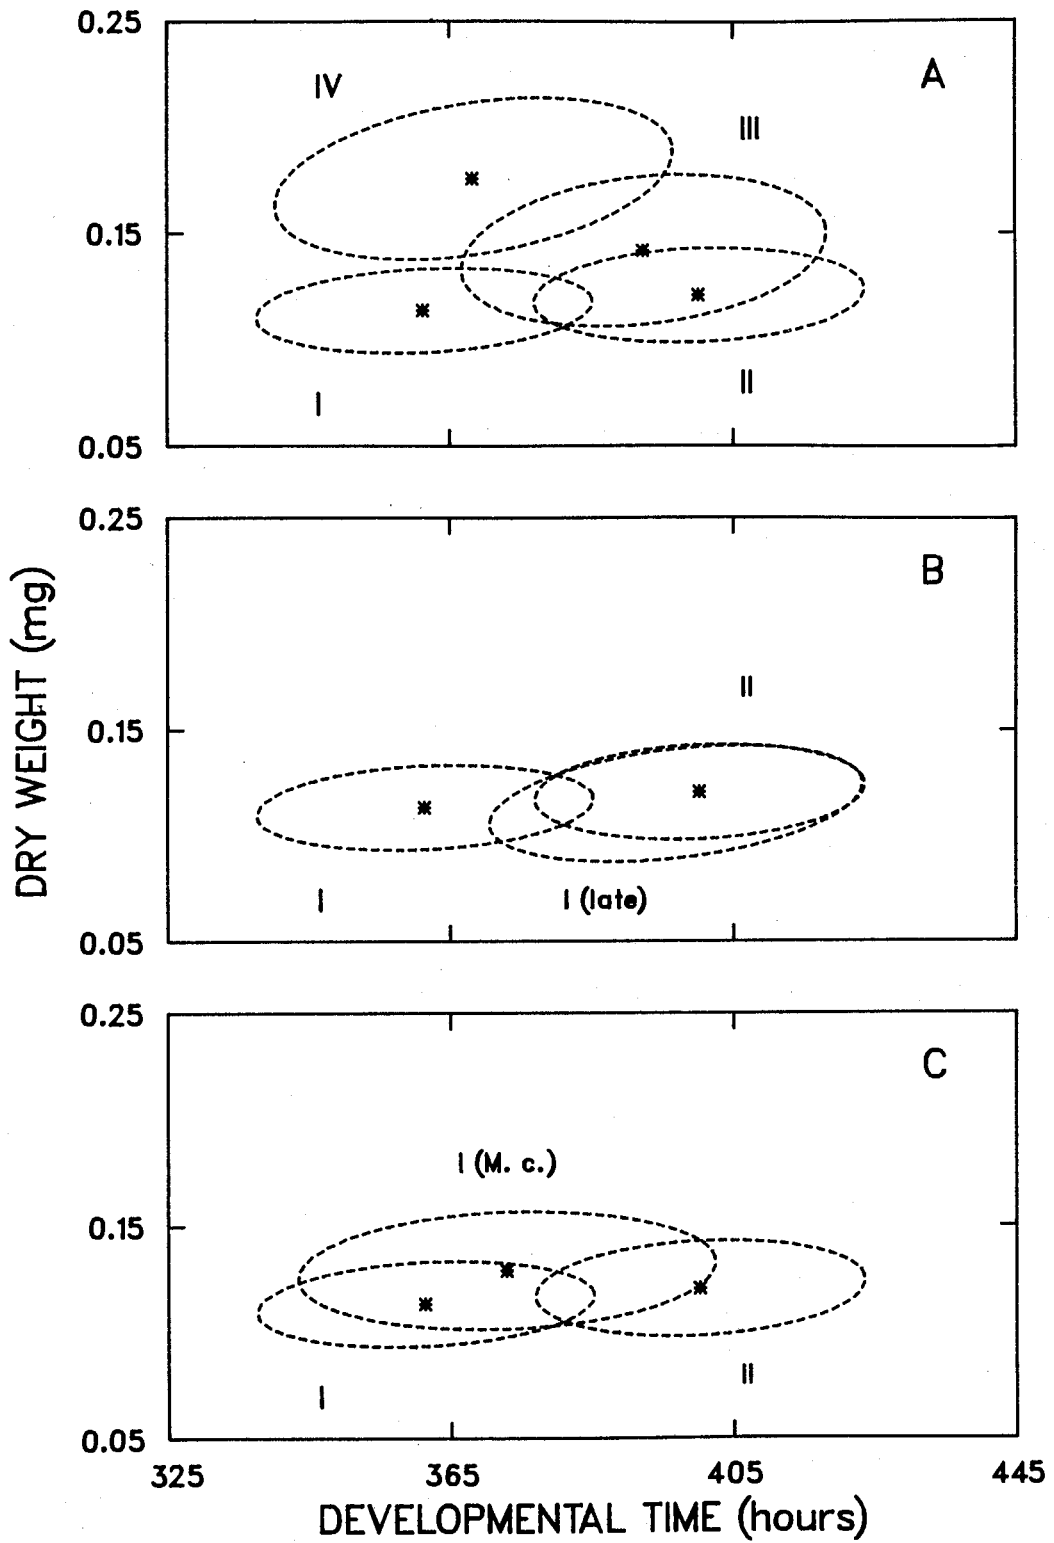 0.25
A
IV
III
0.15
I
II
0.05
0.25
B
II
0.15
I
I (late)
0.05
0.25
C
I (M. c.)
0.15
I
II
0.05
325
365
405
445
DEVELOPMENTAL TIME (hours)
DRY WEIGHT (mg)